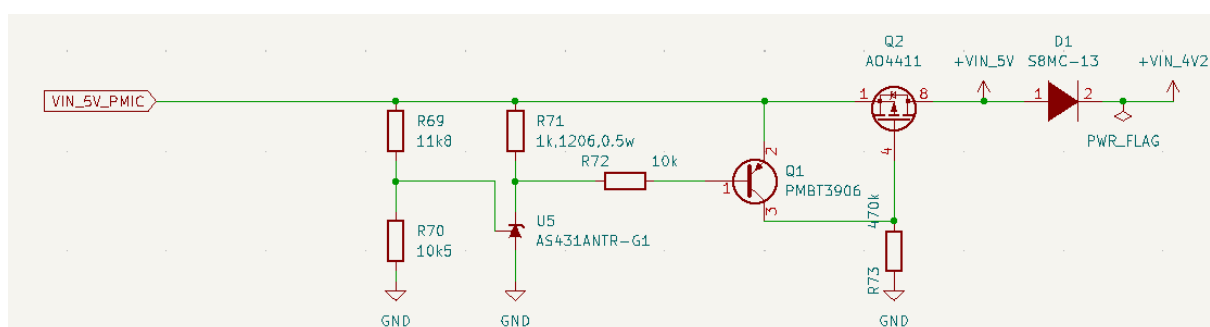 Q2
AO4411
+VIN_5V
D1
S8MC-13
+VIN_4V2
VIN_5V_PMIC
1
8
1
2
R69
11k8
R71
1k,1206,0.5w
4
PWR_FLAG
R72
10k
2
1
Q1
PMBT3906
3
470k
R70
10k5
U5
AS431ANTR-G1
R73
GND
GND
GND